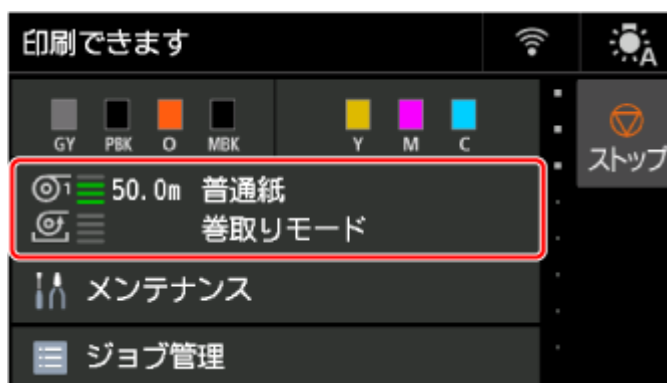 印刷できます
A
GY PBK O MBK Y M C
ストップ
1 50.0m 普通紙
巻取りモード
メンテナンス
ジョブ管理